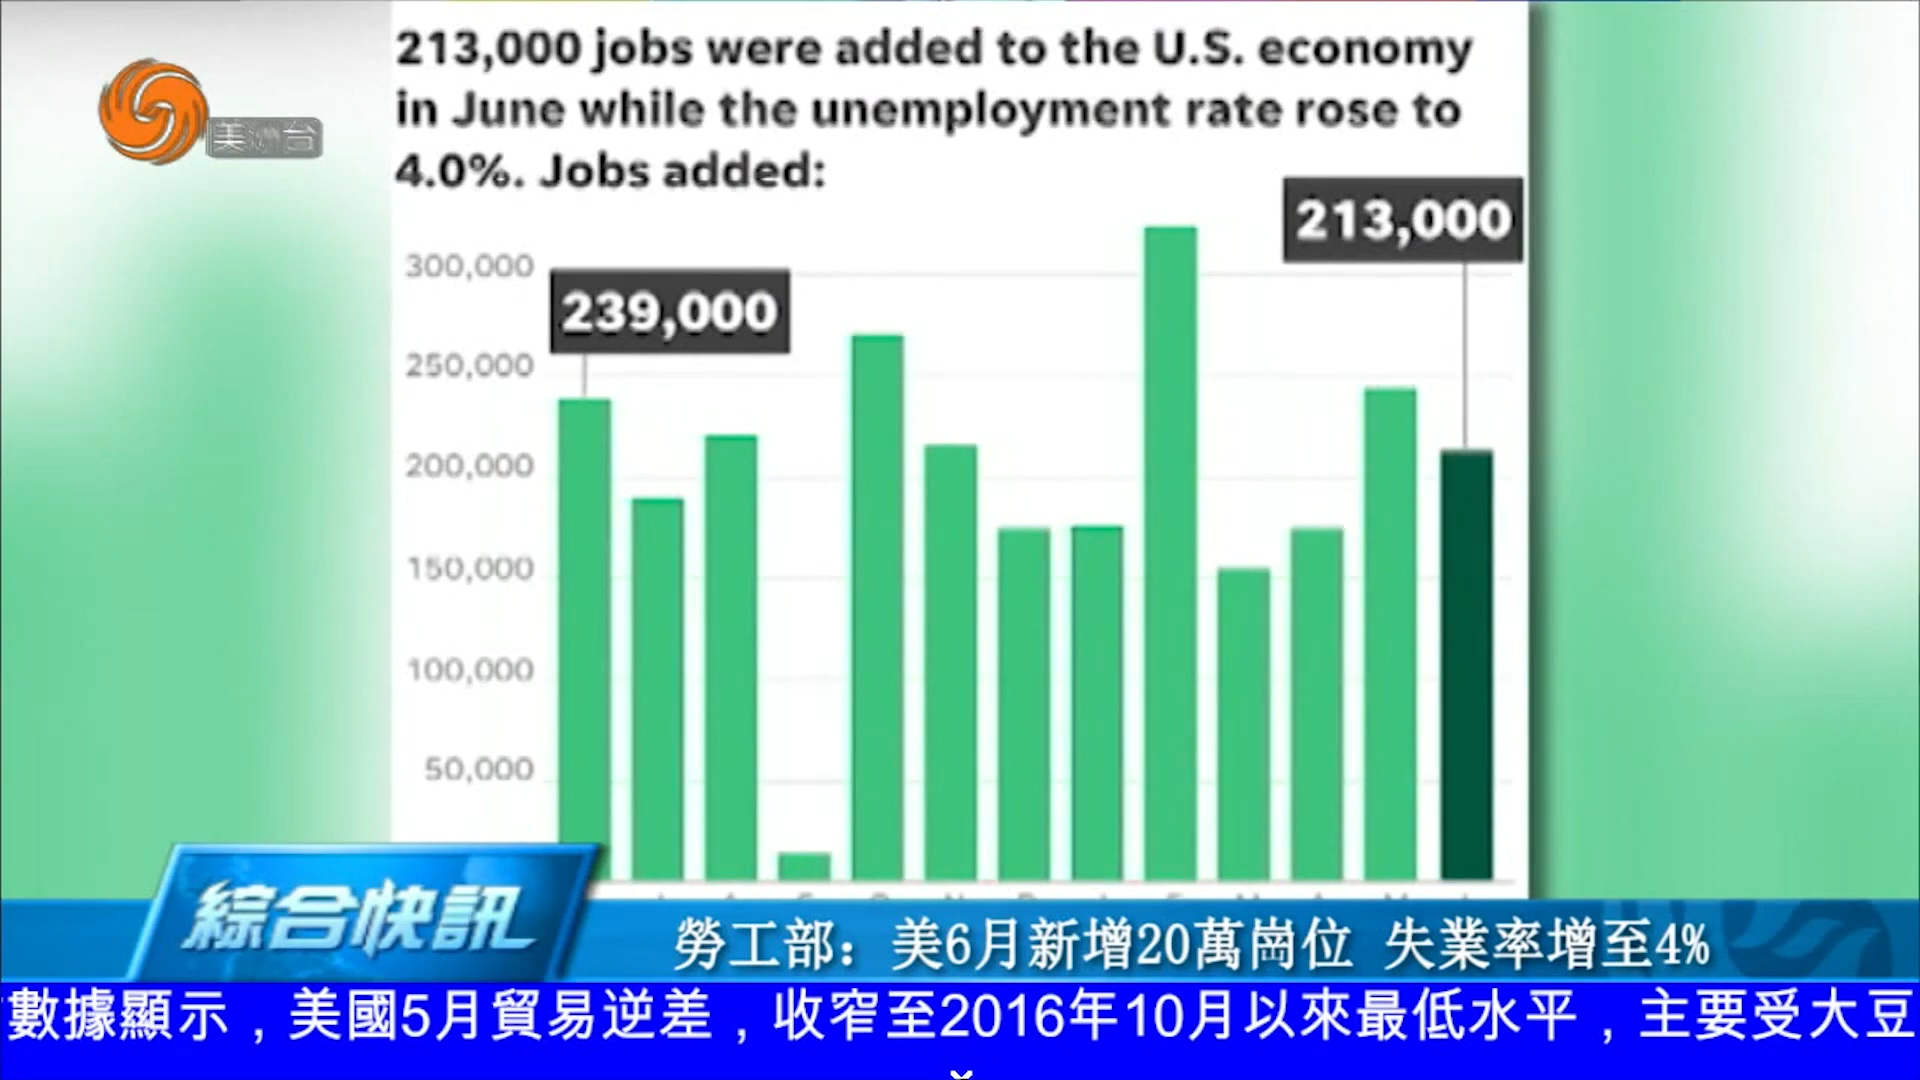 213,000 jobs were added to the U.S. economy
in June while the unemployment rate rose to
4.0%. Jobs added:
美洲台
213,000
239,000
300,000
250,000
200,000
150,000
100,000
50,000
綜合快訊
勞工部：美6月新增20萬崗位 失業率增至4%
數據顯示，美國5月貿易逆差，收窄至2016年10月以來最低水平，主要受大豆